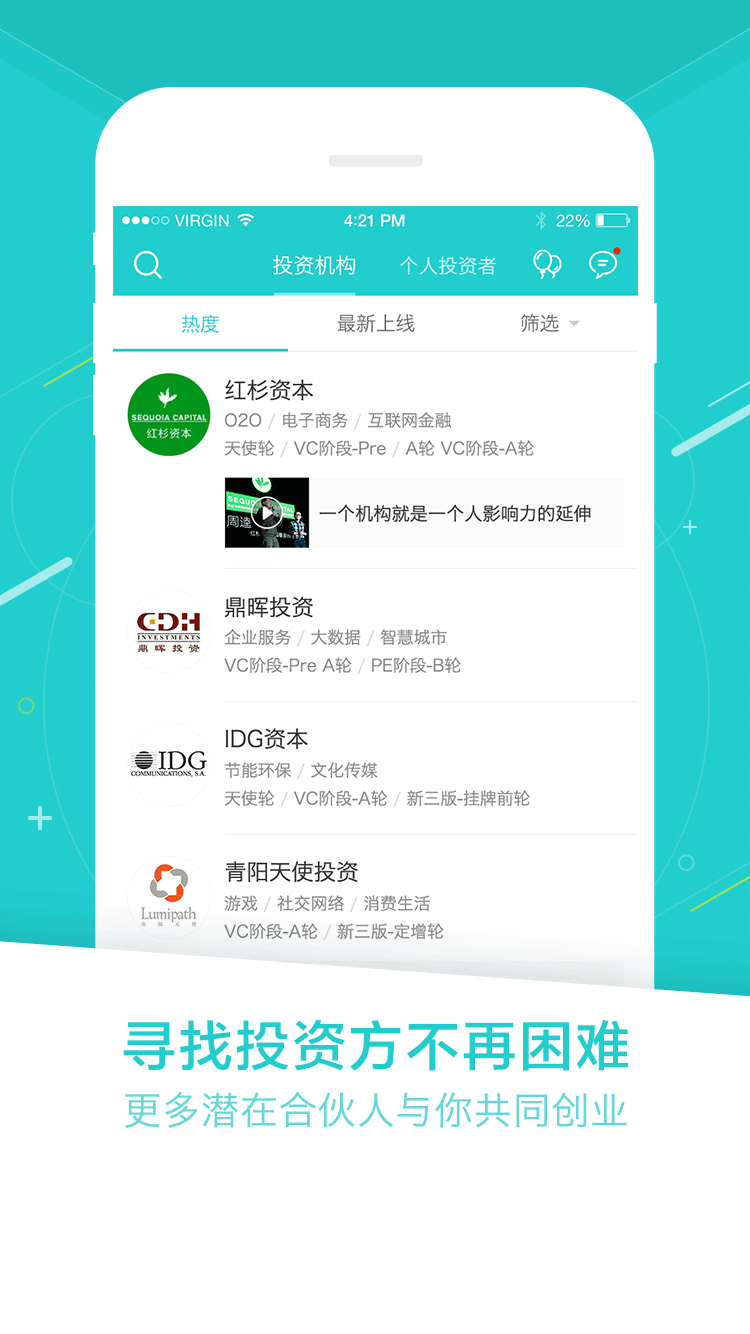 VIRGIN 4:21 PM 22%
投资机构 个人投资者
热度 最新上线 筛选
SEQUOIA CAPITAL
红杉资本
红杉资本
O2O / 电子商务 / 互联网金融
天使轮 / VC阶段-Pre / A轮 VC阶段-A轮
周逵
一个机构就是一个人影响力的延伸
CDH
INVESTMENTS
鼎晖投资
鼎晖投资
企业服务 / 大数据 / 智慧城市
VC阶段-Pre A轮 / PE阶段-B轮
IDG
COMMUNICATIONS, S.A.
IDG资本
节能环保 / 文化传媒
天使轮 / VC阶段-A轮 / 新三版-挂牌前轮
Lumipath
青阳天使
青阳天使投资
游戏 / 社交网络 / 消费生活
VC阶段-A轮 / 新三版-定增轮
寻找投资方不再困难
更多潜在合伙人与你共同创业